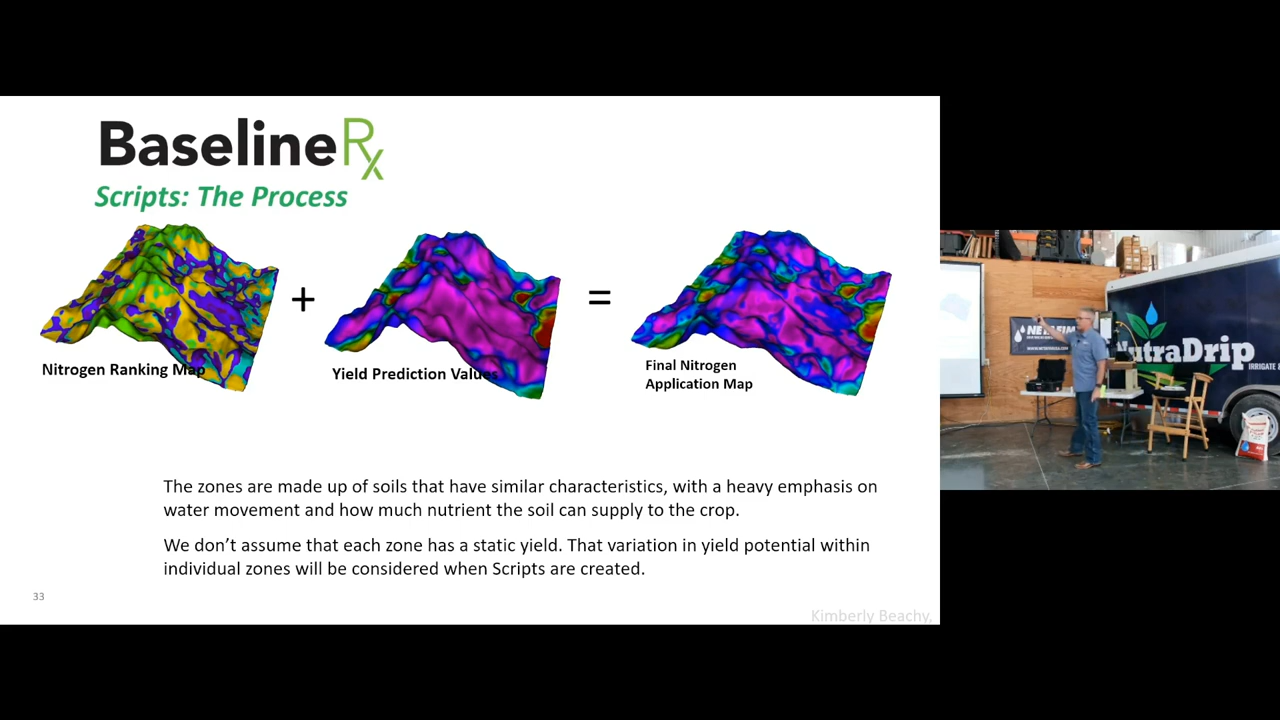 BaselineRx
Scripts: The Process
+
=
Nitrogen Ranking Map
Yield Prediction Values
Final Nitrogen
Application Map
The zones are made up of soils that have similar characteristics, with a heavy emphasis on
water movement and how much nutrient the soil can supply to the crop.
We don't assume that each zone has a static yield. That variation in yield potential within
individual zones will be considered when Scripts are created.
33
Kimberly Beachy,
NETAFIM
NutraDrip
IRRIGATE &